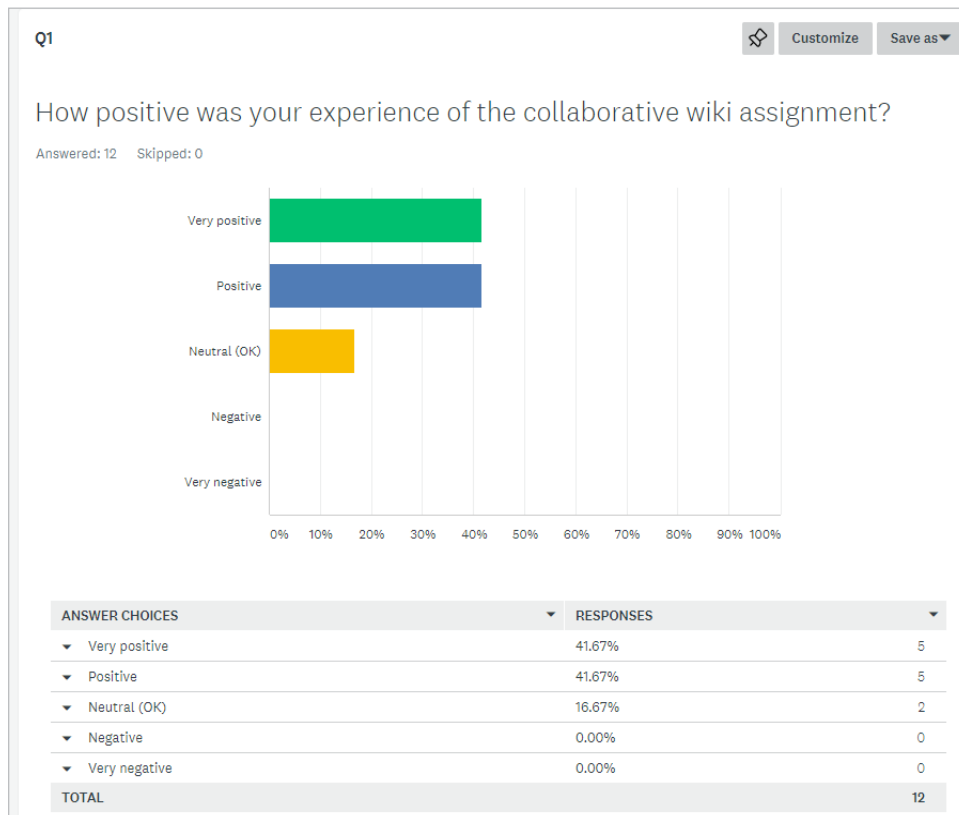 Q1
Customize
Save as
How positive was your experience of the collaborative wiki assignment?
Answered: 12 Skipped: 0
Very positive
Positive
Neutral (OK)
Negative
Very negative
0% 10% 20% 30% 40% 50% 60% 70% 80% 90% 100%
ANSWER CHOICES RESPONSES
Very positive 41.67% 5
Positive 41.67% 5
Neutral (OK) 16.67% 2
Negative 0.00% 0
Very negative 0.00% 0
TOTAL 12